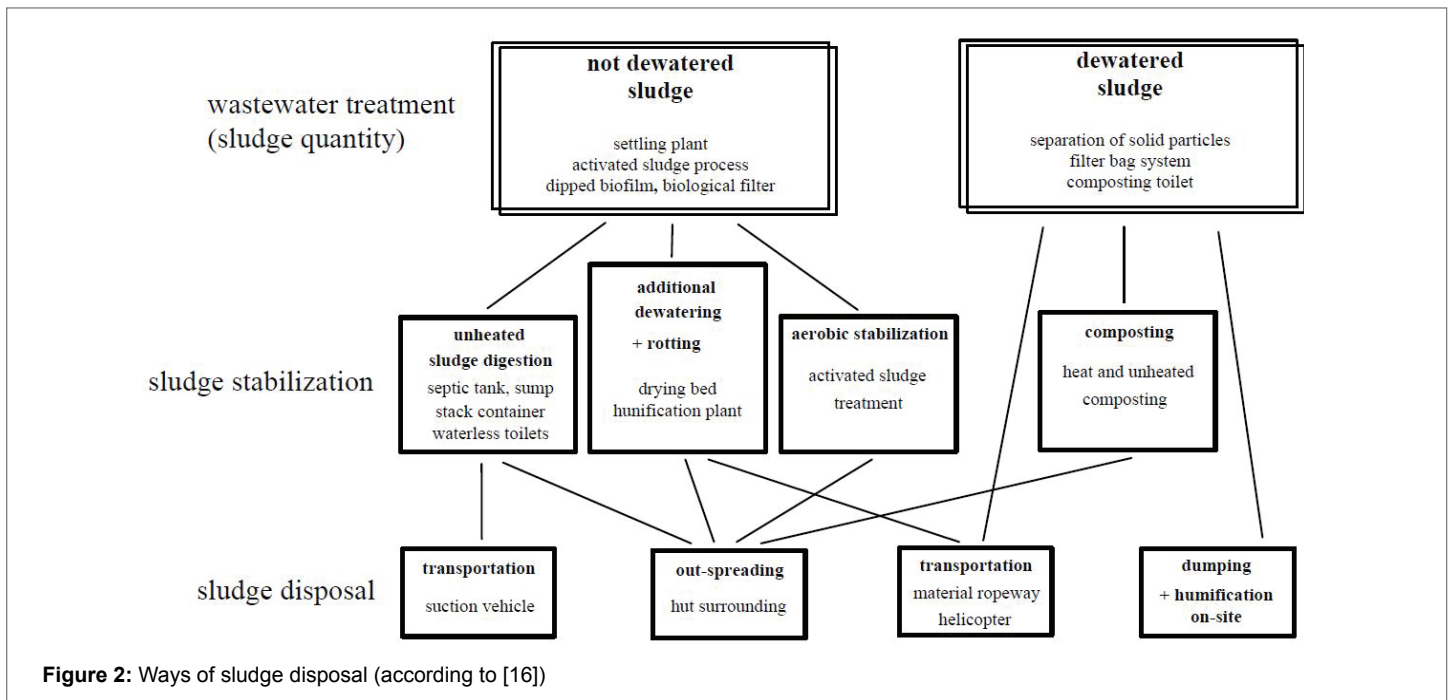 not dewatered
sludge
settling plant
activated sludge process
dipped biofilm, biological filter
dewatered
sludge
separation of solid particles
filter bag system
composting toilet
wastewater treatment
(sludge quantity)
unheated
sludge digestion
septic tank, sump
stack container
waterless toilets
additional
dewatering
+ rotting
drying bed
hunification plant
aerobic stabilization
activated sludge
treatment
composting
heat and unheated
composting
sludge stabilization
transportation
suction vehicle
out-spreading
hut surrounding
transportation
material ropeway
helicopter
dumping
+ humification
on-site
sludge disposal
Figure 2: Ways of sludge disposal (according to [16])